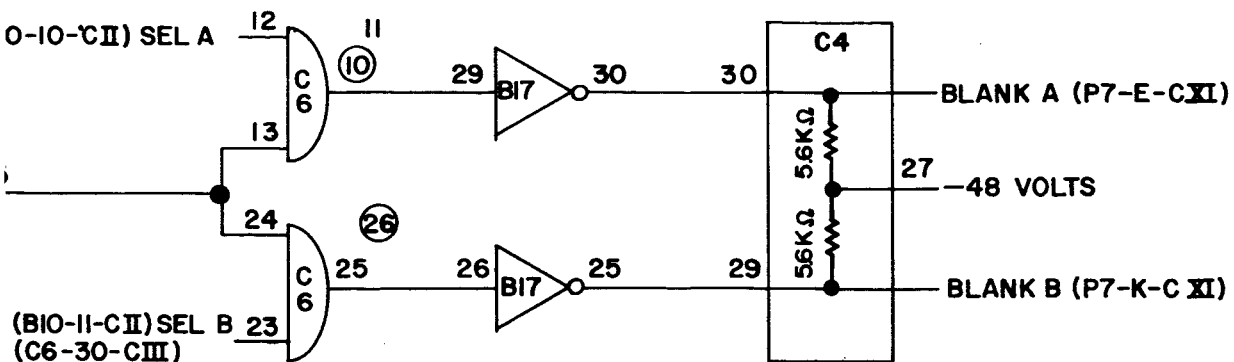 0-10-CII) SEL A
12
11
C
6
10
13
29
B17
30
30
C4
5.6KΩ
BLANK A (P7-E-CXI)
27
-48 VOLTS
24
26
C
6
25
26
B17
25
29
5.6KΩ
BLANK B (P7-K-CXI)
(B10-11-CII) SEL B
23
(C6-30-CIII)